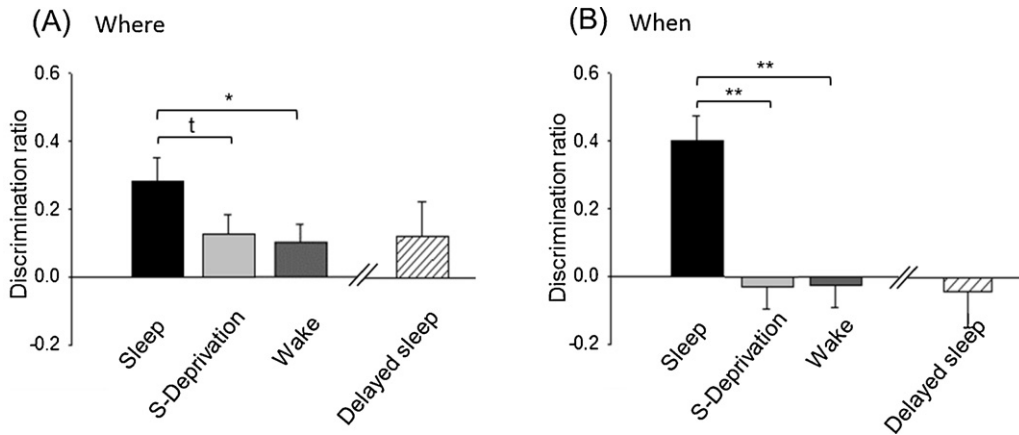 (A) Where
Discrimination ratio
0.6
0.4
0.2
0.0
-0.2
*
t
Sleep
S-Deprivation
Wake
Delayed sleep
(B) When
Discrimination ratio
0.6
0.4
0.2
0.0
-0.2
**
**
Sleep
S-Deprivation
Wake
Delayed sleep